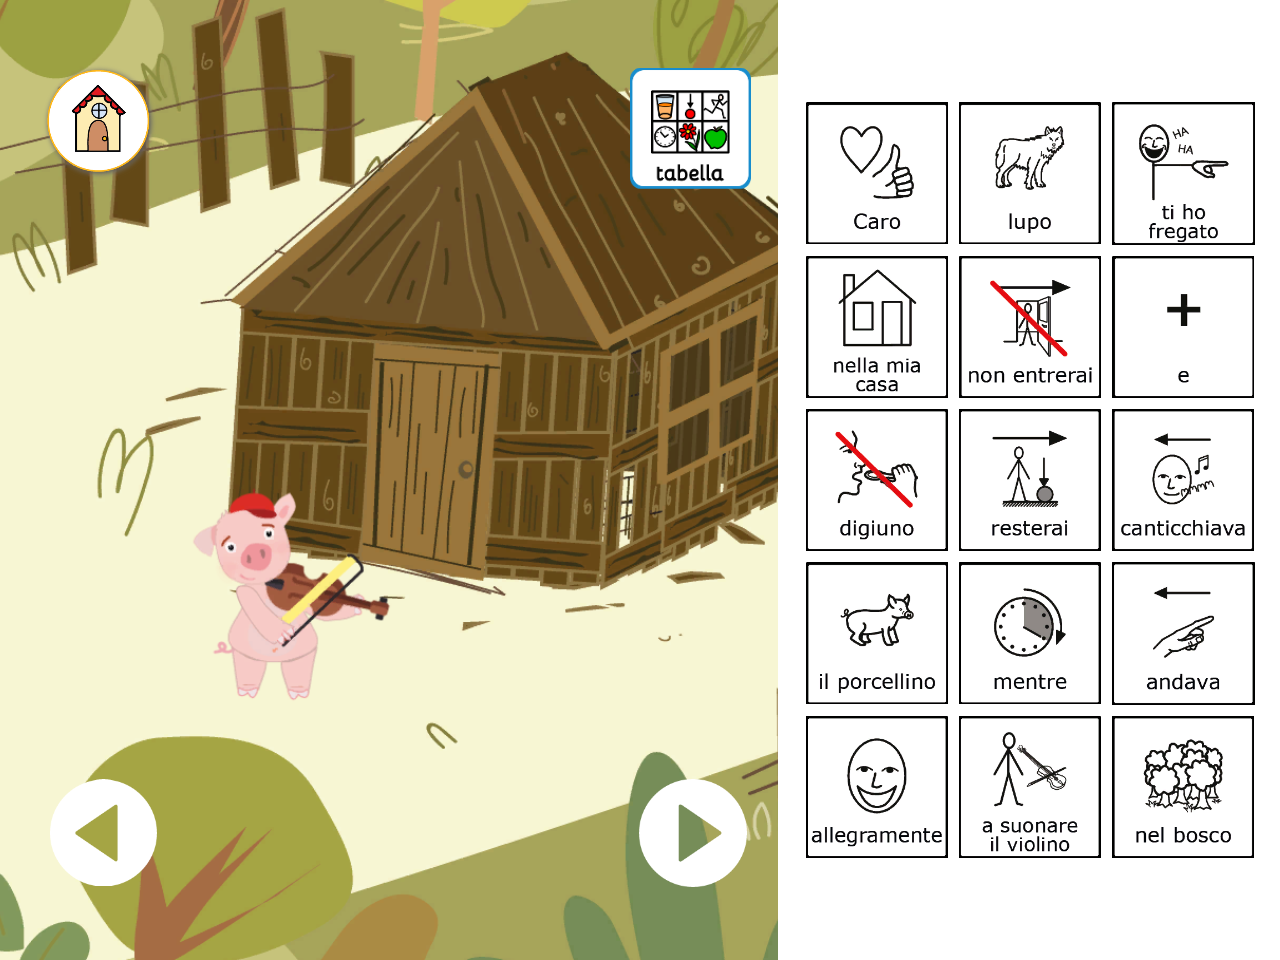 tabella
Caro
lupo
HA
HA
ti ho
fregato
nella mia
casa
non entrerai
e
digiuno
resterai
canticchiava
il porcellino
mentre
andava
allegramente
a suonare
il violino
nel bosco